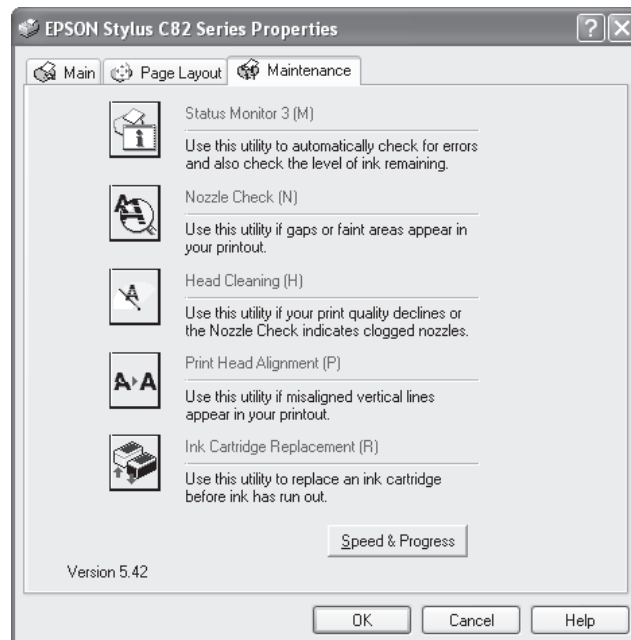 EPSON Stylus C82 Series Properties
?
X
Main
Page Layout
Maintenance
Status Monitor 3 (M)
i
Use this utility to automatically check for errors
and also check the level of ink remaining.
Nozzle Check (N)
A
Use this utility if gaps or faint areas appear in
your printout.
Head Cleaning (H)
A
Use this utility if your print quality declines or
the Nozzle Check indicates clogged nozzles.
Print Head Alignment (P)
A A
Use this utility if misaligned vertical lines
appear in your printout.
Ink Cartridge Replacement (R)
Use this utility to replace an ink cartridge
before ink has run out.
Speed & Progress
Version 5.42
OK
Cancel
Help